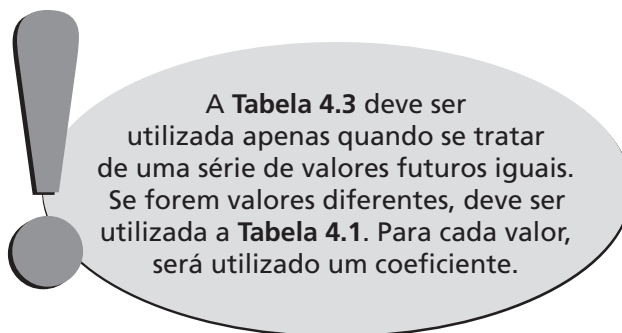 A Tabela 4.3 deve ser
utilizada apenas quando se tratar
de uma série de valores futuros iguais.
Se forem valores diferentes, deve ser
utilizada a Tabela 4.1. Para cada valor,
será utilizado um coeficiente.